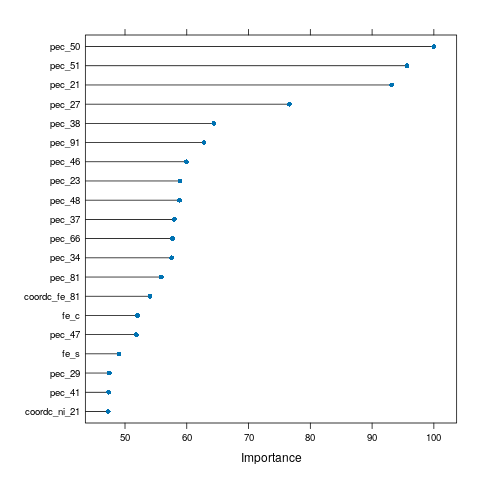 pec_50
pec_51
pec_21
pec_27
pec_38
pec_91
pec_46
pec_23
pec_48
pec_37
pec_66
pec_34
pec_81
coordc_fe_81
fe_c
pec_47
fe_s
pec_29
pec_41
coordc_ni_21
50 60 70 80 90 100
Importance